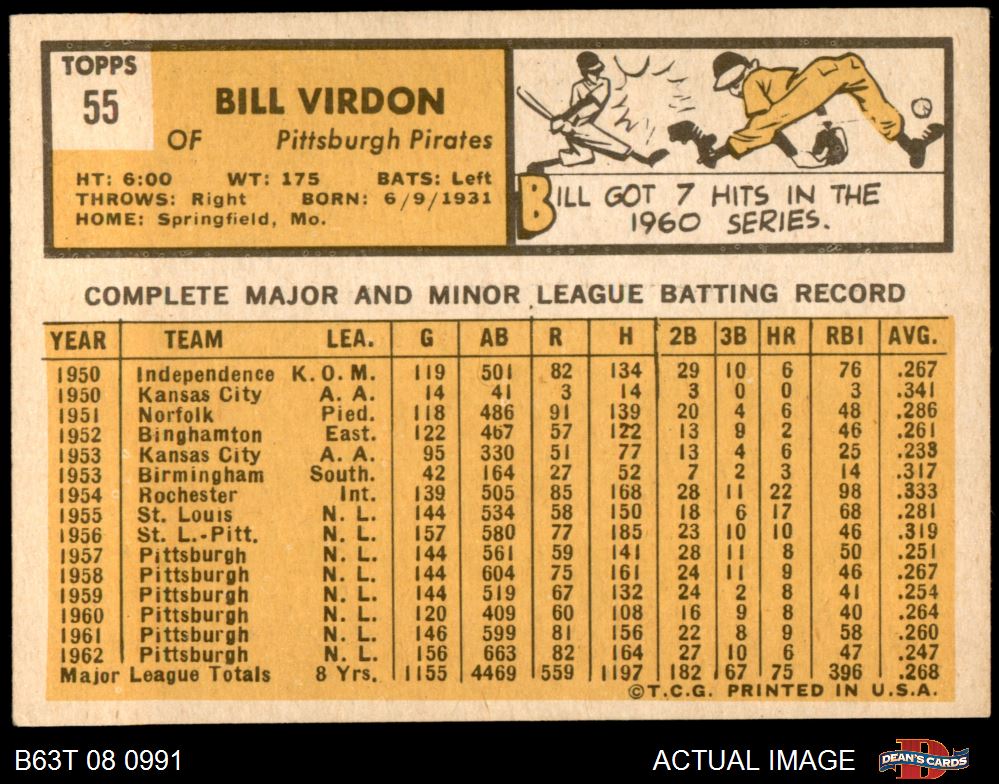 TOPPS
55
BILL VIRDON
OF Pittsburgh Pirates
HT: 6:00 WT: 175 BATS: Left
THROWS: Right BORN: 6/9/1931
HOME: Springfield, Mo.
BILL GOT 7 HITS IN THE
1960 SERIES.
COMPLETE MAJOR AND MINOR LEAGUE BATTING RECORD
YEAR TEAM LEA. G AB R H 2B 3B HR RBI AVG.
1950 Independence K. O. M. 119 501 82 134 29 10 6 76 .267
1950 Kansas City A. A. 14 41 3 14 3 0 0 3 .341
1951 Norfolk Pied. 118 486 91 139 20 4 6 48 .286
1952 Binghamton East. 122 467 57 122 13 9 2 46 .261
1953 Kansas City A. A. 95 330 51 77 13 4 6 25 .233
1953 Birmingham South. 42 164 27 52 7 2 3 14 .317
1954 Rochester Int. 139 505 85 168 28 11 22 98 .333
1955 St. Louis N. L. 144 534 58 150 18 6 17 68 .281
1956 St. L.-Pitt. N. L. 157 580 77 185 23 10 10 46 .319
1957 Pittsburgh N. L. 144 561 59 141 28 11 8 50 .251
1958 Pittsburgh N. L. 144 604 75 161 24 11 9 46 .267
1959 Pittsburgh N. L. 144 519 67 132 24 2 8 41 .254
1960 Pittsburgh N. L. 120 409 60 108 16 9 8 40 .264
1961 Pittsburgh N. L. 146 599 81 156 22 8 9 58 .260
1962 Pittsburgh N. L. 156 663 82 164 27 10 6 47 .247
Major League Totals 8 Yrs. 1155 4469 559 1197 182 67 75 396 .268
©T.C.G. PRINTED IN U.S.A.
B63T 08 0991
ACTUAL IMAGE
D
DEAN'S CARDS